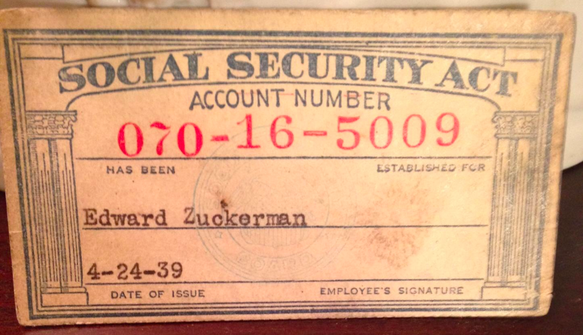 SOCIAL SECURITY ACT
ACCOUNT NUMBER
070-16-5009
HAS BEEN ESTABLISHED FOR
Edward Zuckerman
4-24-39
DATE OF ISSUE EMPLOYEE'S SIGNATURE